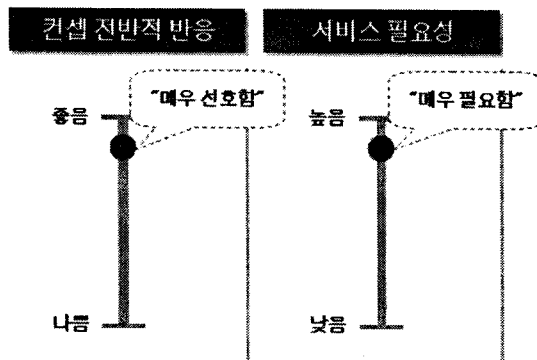 컨셉 전반적 반응
서비스 필요성
"매우 선호함"
"매우 필요함"
좋음
높음
나쁨
낮음